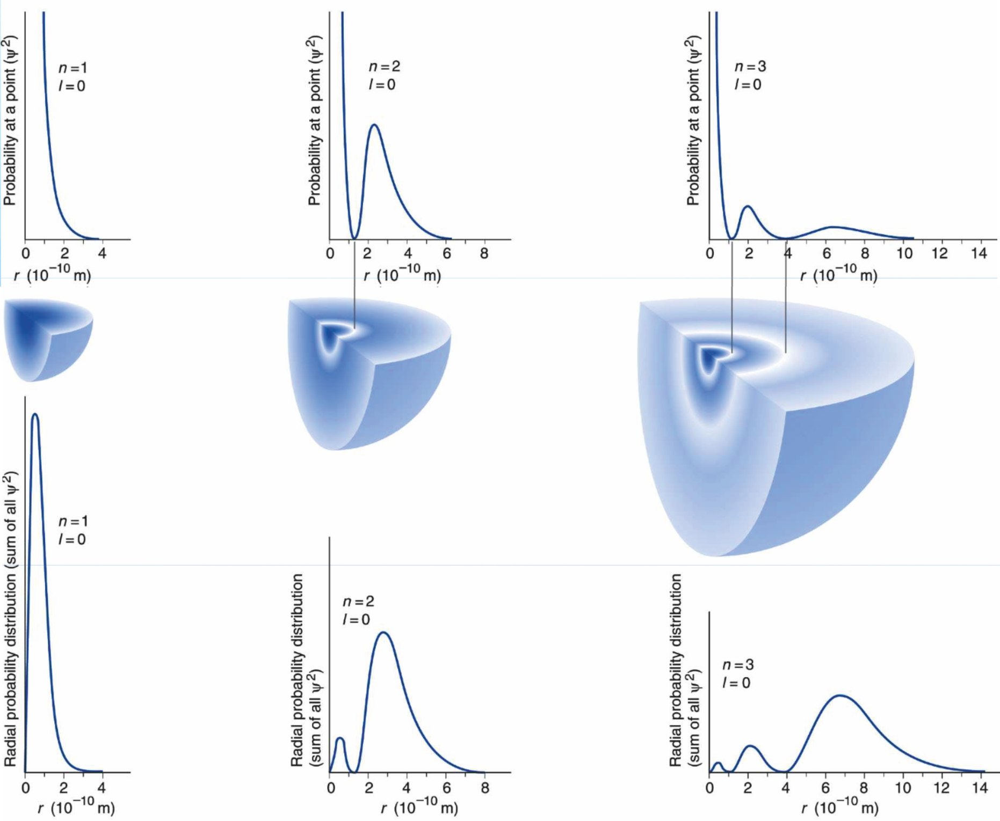 Probability at a point (ψ²)
n=1
l=0
0 2 4
r (10⁻¹⁰ m)
Probability at a point (ψ²)
n=2
l=0
0 2 4 6 8
r (10⁻¹⁰ m)
Probability at a point (ψ²)
n=3
l=0
0 2 4 6 8 10 12 14
r (10⁻¹⁰ m)
Radial probability distribution (sum of all ψ²)
n=1
l=0
0 2 4
r (10⁻¹⁰ m)
Radial probability distribution
(sum of all ψ²)
n=2
l=0
0 2 4 6 8
r (10⁻¹⁰ m)
Radial probability distribution
(sum of all ψ²)
n=3
l=0
0 2 4 6 8 10 12 14
r (10⁻¹⁰ m)